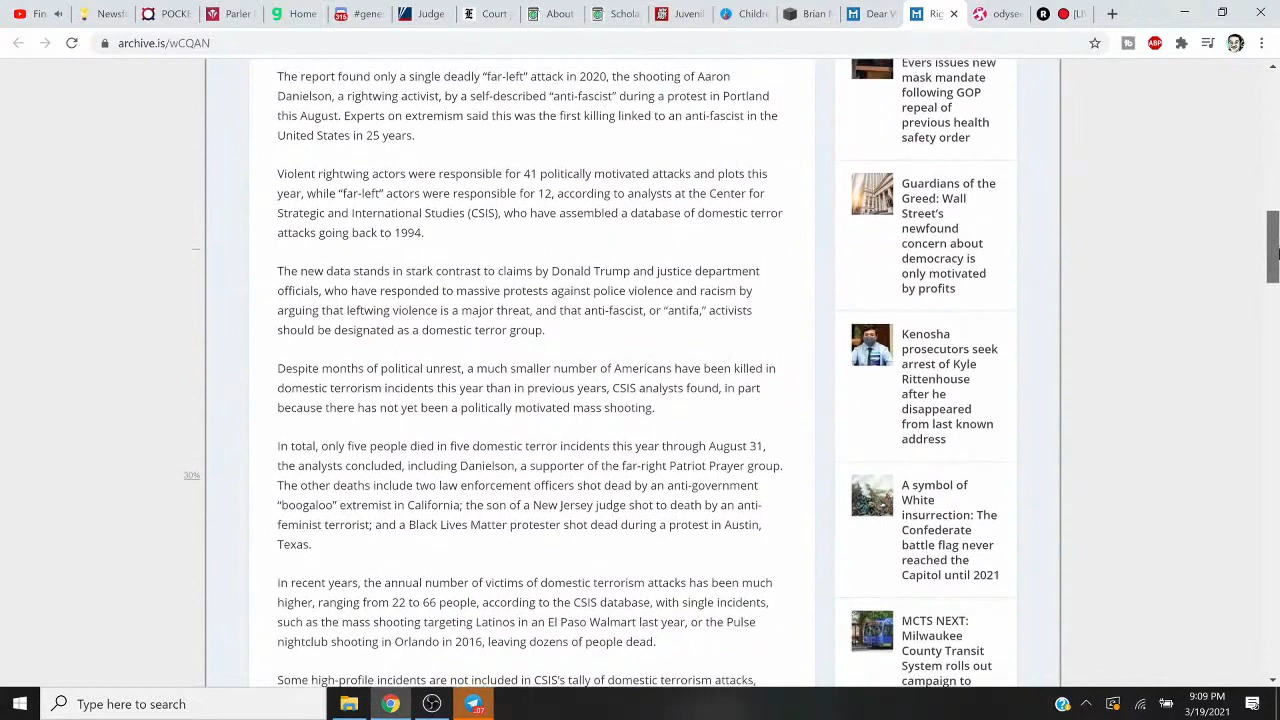 Fi
Newsf
POCK
Parler
Home
#gene
Judge
Court
About
Schola
Juveni
Childre
Brian
Dear V
Rig
odyse
[LIV
archive.is/wCQAN
The report found only a single deadly “far-left” attack in 2020, the shooting of Aaron
Danielson, a rightwing activist, by a self-described “anti-fascist” during a protest in Portland
this August. Experts on extremism said this was the first killing linked to an anti-fascist in the
United States in 25 years.
Violent rightwing actors were responsible for 41 politically motivated attacks and plots this
year, while “far-left” actors were responsible for 12, according to analysts at the Center for
Strategic and International Studies (CSIS), who have assembled a database of domestic terror
attacks going back to 1994.
The new data stands in stark contrast to claims by Donald Trump and justice department
officials, who have responded to massive protests against police violence and racism by
arguing that leftwing violence is a major threat, and that anti-fascist, or “antifa,” activists
should be designated as a domestic terror group.
Despite months of political unrest, a much smaller number of Americans have been killed in
domestic terrorism incidents this year than in previous years, CSIS analysts found, in part
because there has not yet been a politically motivated mass shooting.
In total, only five people died in five domestic terror incidents this year through August 31,
the analysts concluded, including Danielson, a supporter of the far-right Patriot Prayer group.
The other deaths include two law enforcement officers shot dead by an anti-government
“boogaloo” extremist in California; the son of a New Jersey judge shot to death by an anti-
feminist terrorist; and a Black Lives Matter protester shot dead during a protest in Austin,
Texas.
In recent years, the annual number of victims of domestic terrorism attacks has been much
higher, ranging from 22 to 66 people, according to the CSIS database, with single incidents,
such as the mass shooting targeting Latinos in an El Paso Walmart last year, or the Pulse
nightclub shooting in Orlando in 2016, leaving dozens of people dead.
Some high-profile incidents are not included in CSIS's tally of domestic terrorism attacks,
30%
Evers issues new
mask mandate
following GOP
repeal of
previous health
safety order
Guardians of the
Greed: Wall
Street's
newfound
concern about
democracy is
only motivated
by profits
Kenosha
prosecutors seek
arrest of Kyle
Rittenhouse
after he
disappeared
from last known
address
A symbol of
White
insurrection: The
Confederate
battle flag never
reached the
Capitol until 2021
MCTS NEXT:
Milwaukee
County Transit
System rolls out
campaign to
Type here to search
9:09 PM
3/19/2021